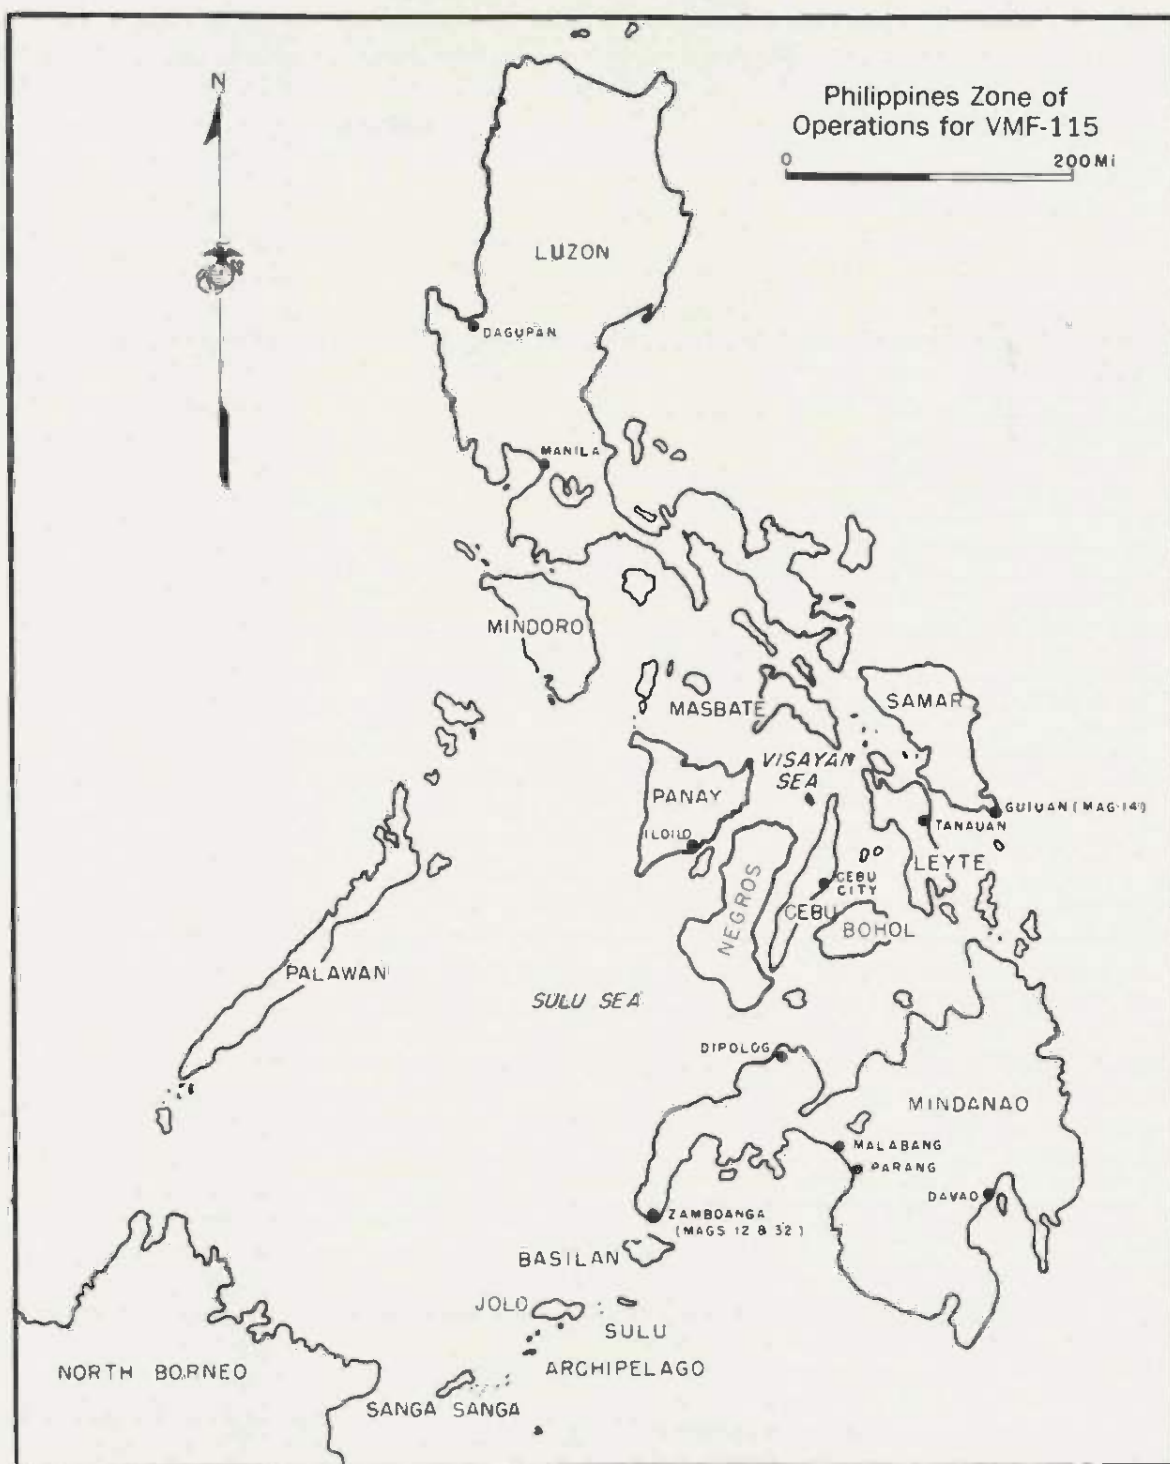 N
Philippines Zone of
Operations for VMF-115
0 200 Mi
LUZON
DAGUPAN
MANILA
MINDORO
MASBATE
SAMAR
VISAYAN
SEA
PANAY
GUIUAN (MAG-14)
TANAUAN
ILOILO
LEYTE
CEBU
CITY
NEGROS
CEBU
BOHOL
PALAWAN
SULU SEA
DIPOLOG
MINDANAO
MALABANG
PARANG
DAVAO
ZAMBOANGA
(MAGS 12 & 32)
BASILAN
JOLO
SULU
ARCHIPELAGO
NORTH BORNEO
SANGA SANGA